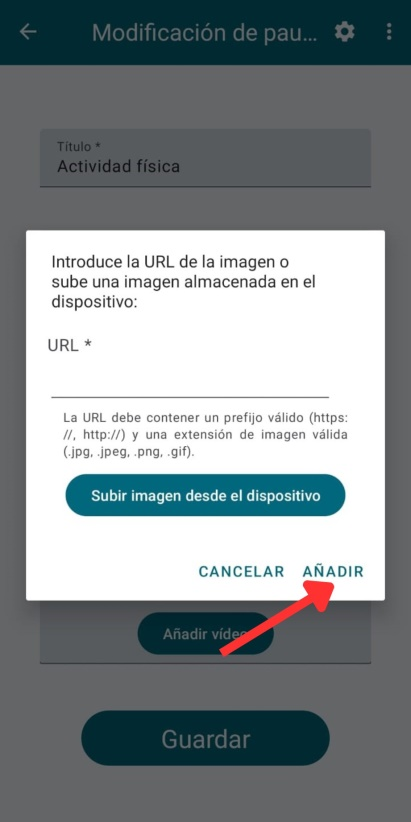 Modificación de pau...
Título *
Actividad física
Introduce la URL de la imagen o
sube una imagen almacenada en el
dispositivo:
URL *
La URL debe contener un prefijo válido (https:
//, http://) y una extensión de imagen válida
(.jpg, .jpeg, .png, .gif).
Subir imagen desde el dispositivo
CANCELAR AÑADIR
Añadir vídeo
Guardar